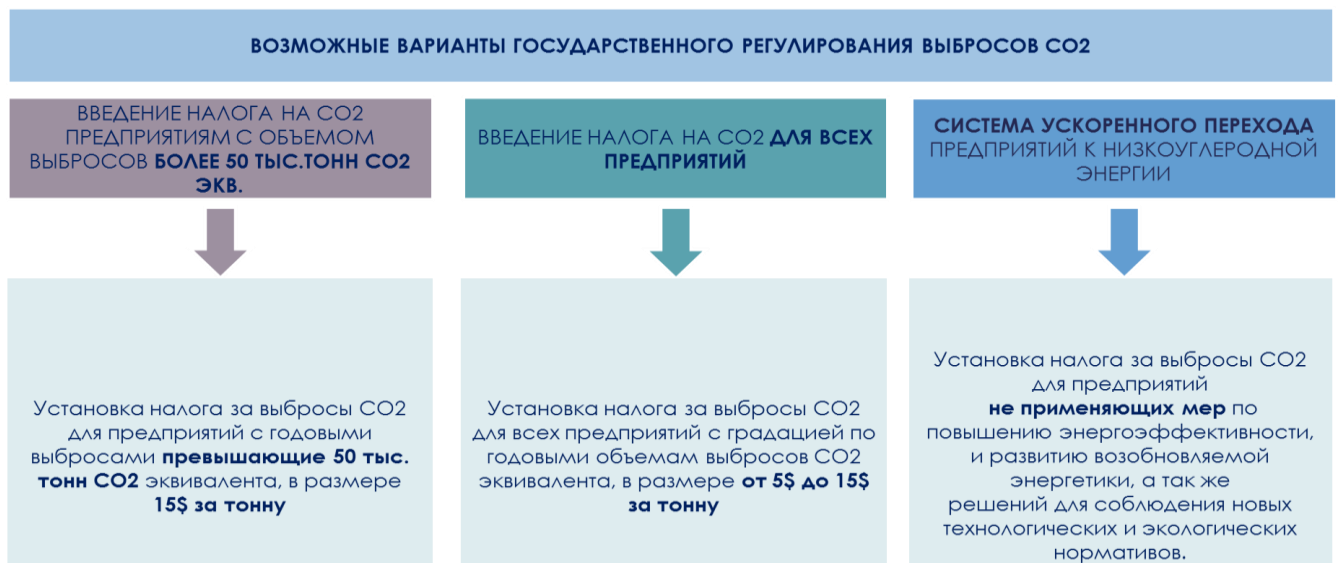 ВОЗМОЖНЫЕ ВАРИАНТЫ ГОСУДАРСТВЕННОГО РЕГУЛИРОВАНИЯ ВЫБРОСОВ СО2
ВВЕДЕНИЕ НАЛОГА НА СО2
ПРЕДПРИЯТИЯМ С ОБЪЕМОМ
ВЫБРОСОВ БОЛЕЕ 50 ТЫС.ТОНН СО2
ЭКВ.
ВВЕДЕНИЕ НАЛОГА НА СО2 ДЛЯ ВСЕХ
ПРЕДПРИЯТИЙ
СИСТЕМА УСКОРЕННОГО ПЕРЕХОДА
ПРЕДПРИЯТИЙ К НИЗКОУГЛЕРОДНОЙ
ЭНЕРГИИ
Установка налога за выбросы СО2
для предприятий с годовыми
выбросами превышающие 50 тыс.
тонн СО2 эквивалента, в размере
15$ за тонну
Установка налога за выбросы СО2
для всех предприятий с градацией по
годовыми объемам выбросов СО2
эквивалента, в размере от 5$ до 15$
за тонну
Установка налога за выбросы СО2
для предприятий
не применяющих мер по
повышению энергоэффективности,
и развитию возобновляемой
энергетики, а так же
решений для соблюдения новых
технологических и экологических
нормативов.